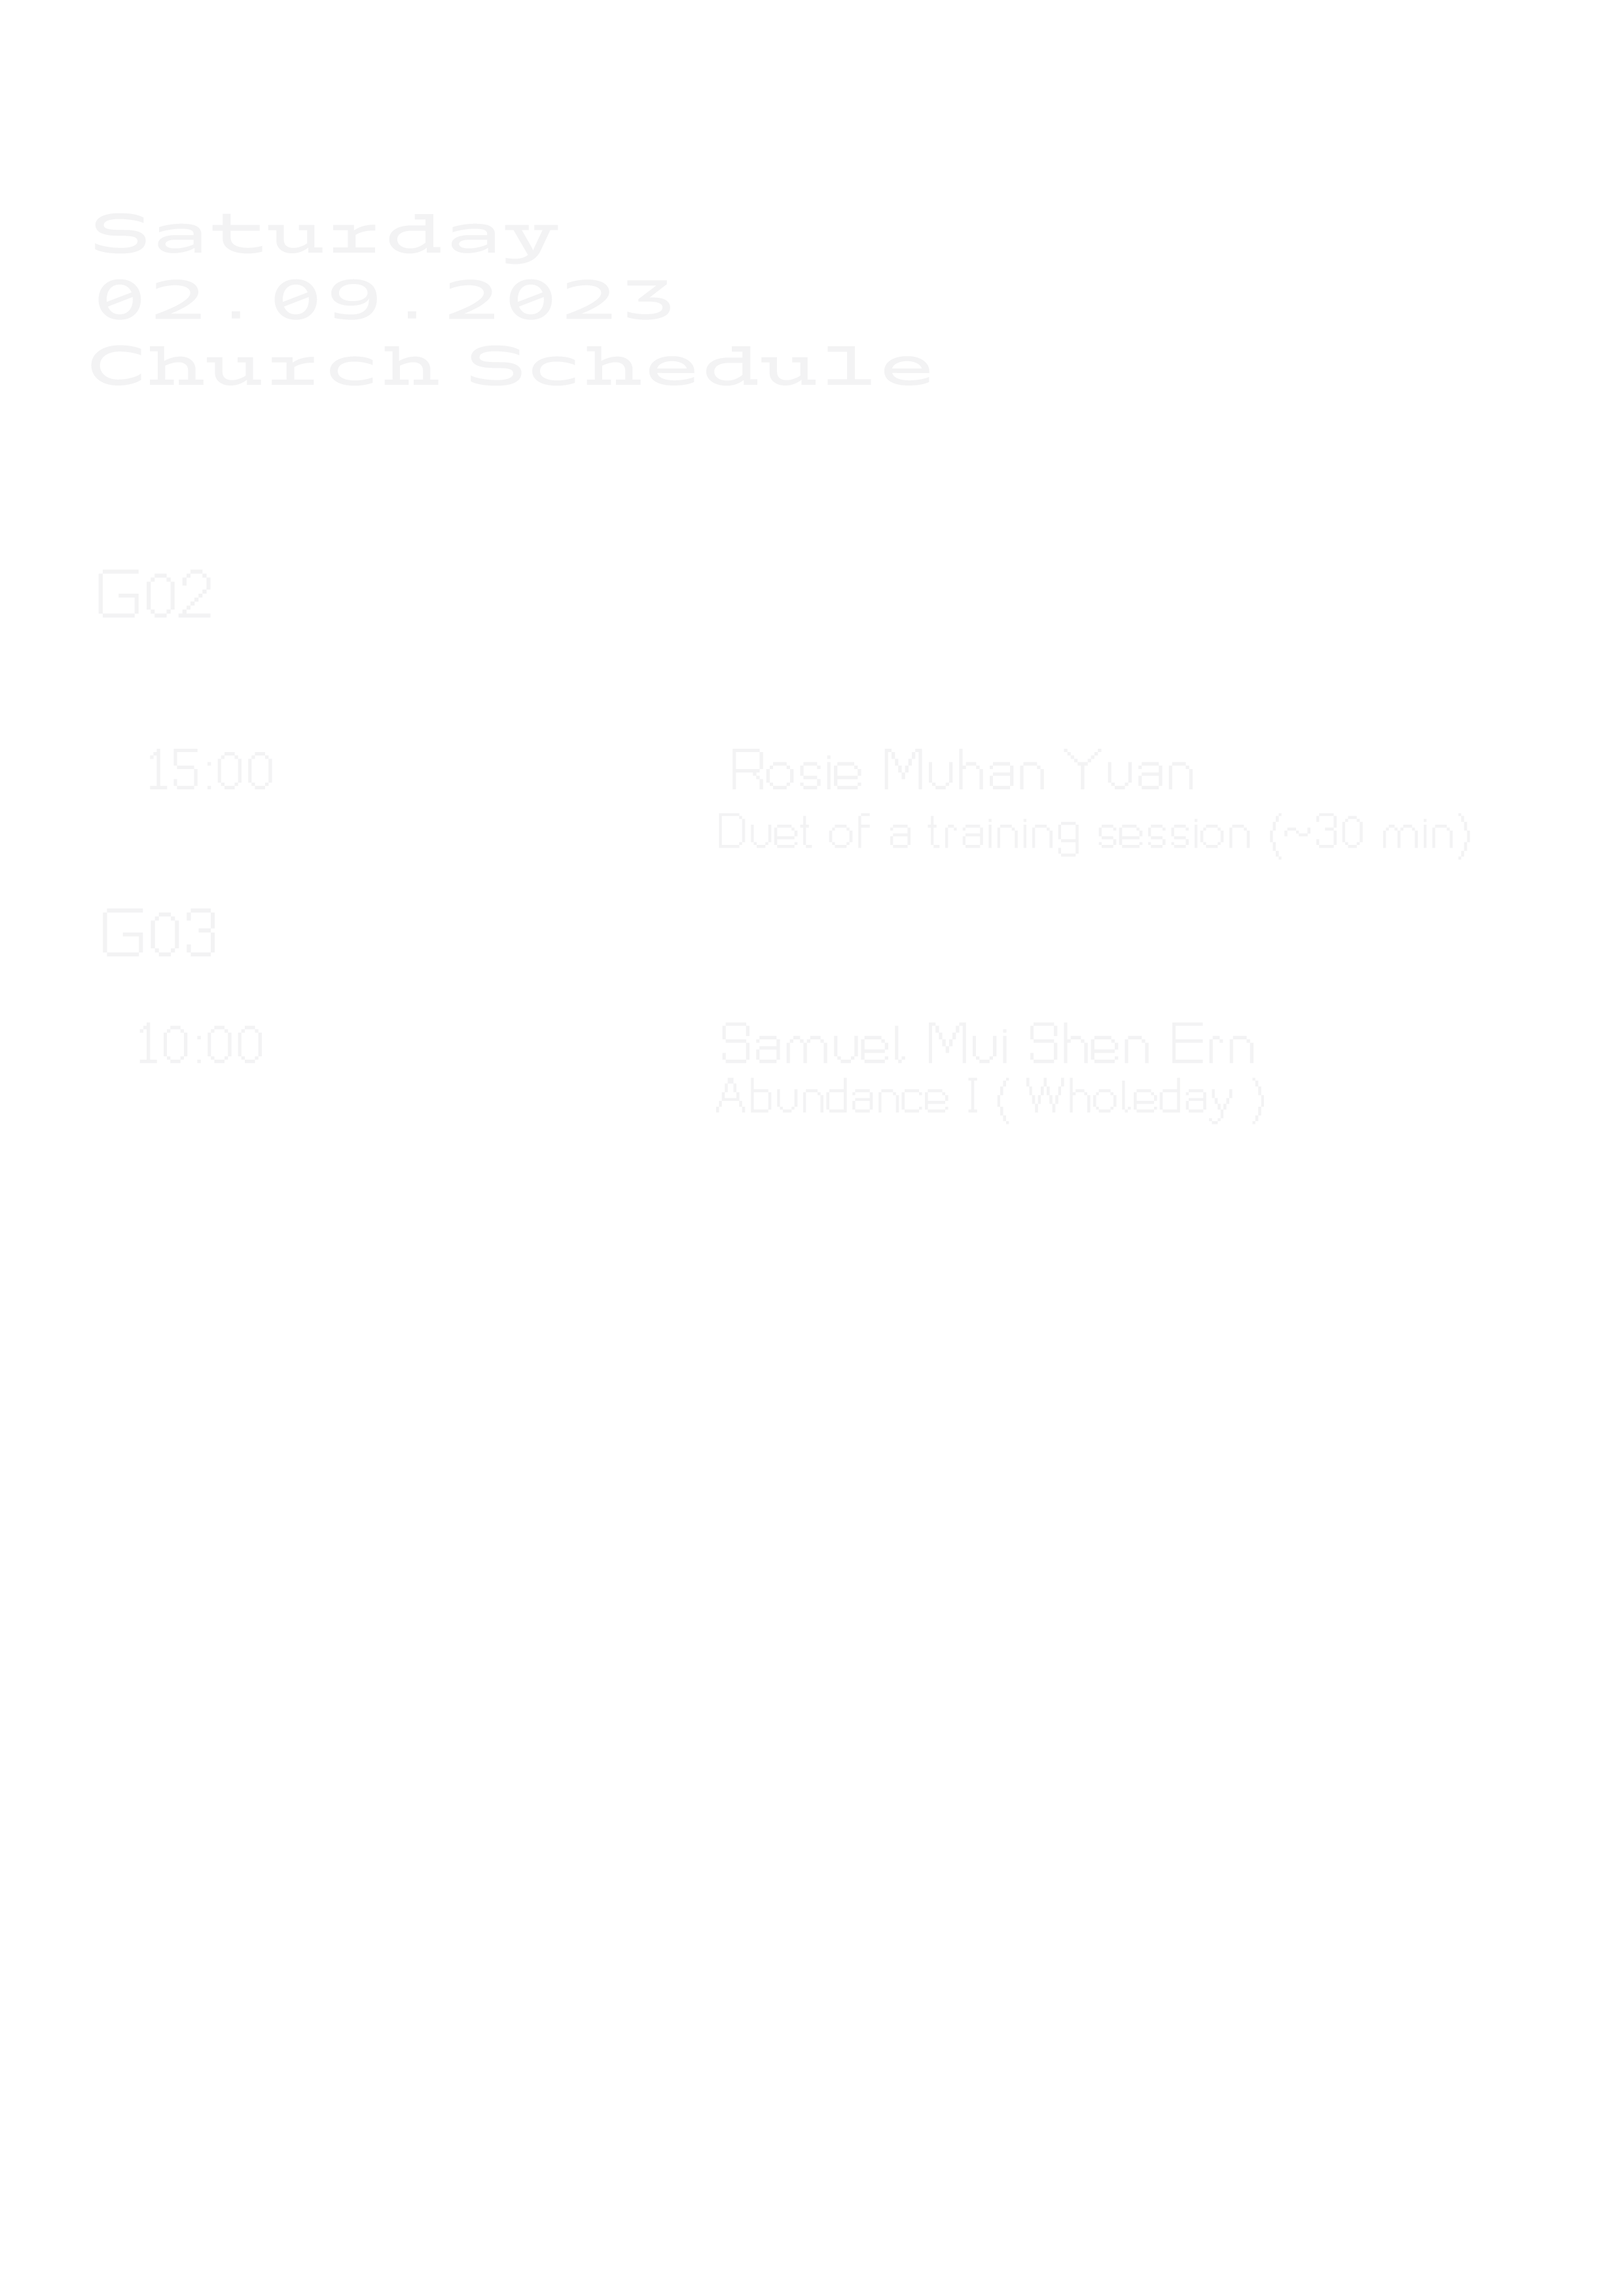 Saturday
02.09.2023
Church Schedule
G02
15:00 Rosie Muhan Yuan
Duet of a training session (~30 min)
G03
10:00 Samuel Mui Shen Ern
Abundance I ( Wholeday )